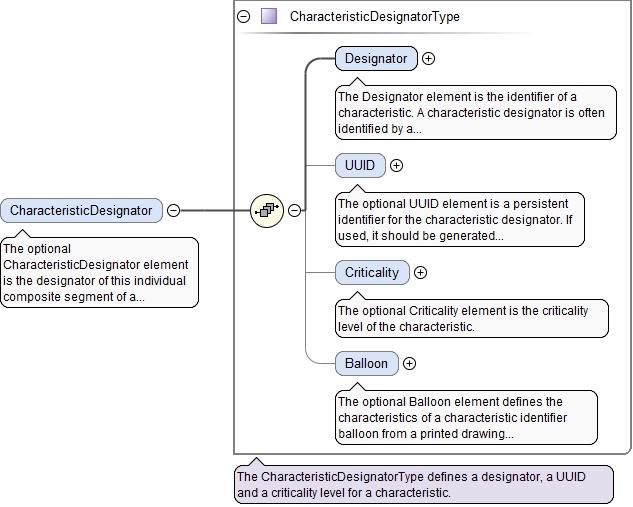 CharacteristicDesignatorType
Designator
The Designator element is the identifier of a
characteristic. A characteristic designator is often
identified by a...
UUID
The optional UUID element is a persistent
identifier for the characteristic designator. If
used, it should be generated...
CharacteristicDesignator
The optional
CharacteristicDesignator element
is the designator of this individual
composite segment of a...
Criticality
The optional Criticality element is the criticality
level of the characteristic.
Balloon
The optional Balloon element defines the
characteristics of a characteristic identifier
balloon from a printed drawing...
The CharacteristicDesignatorType defines a designator, a UUID
and a criticality level for a characteristic.